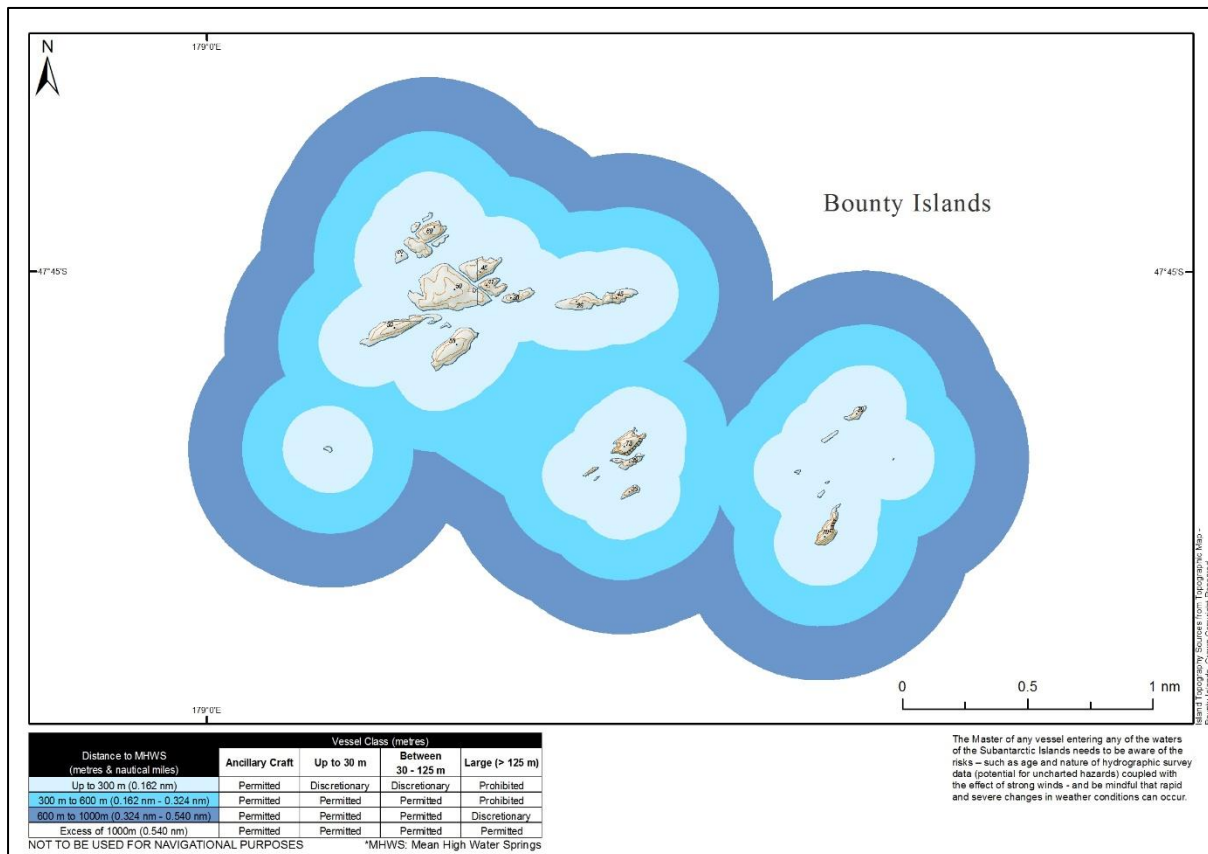 179°0'E
N
Bounty Islands
47°45'S
47°45'S
0 0.5 1 nm
179°0'E
Island Topography Sources from Topographic Map -
Vessel Class (metres)
Distance to MHWS
(metres & nautical miles)
Ancillary Craft
Up to 30 m
Between
30 - 125 m
Large (> 125 m)
Up to 300 m (0.162 nm) Permitted Discretionary Discretionary Prohibited
300 m to 600 m (0.162 nm - 0.324 nm) Permitted Permitted Permitted Prohibited
600 m to 1000m (0.324 nm - 0.540 nm) Permitted Permitted Permitted Discretionary
Excess of 1000m (0.540 nm) Permitted Permitted Permitted Permitted
NOT TO BE USED FOR NAVIGATIONAL PURPOSES *MHWS: Mean High Water Springs
The Master of any vessel entering any of the waters
of the Subantarctic Islands needs to be aware of the
risks – such as age and nature of hydrographic survey
data (potential for uncharted hazards) coupled with
the effect of strong winds - and be mindful that rapid
and severe changes in weather conditions can occur.